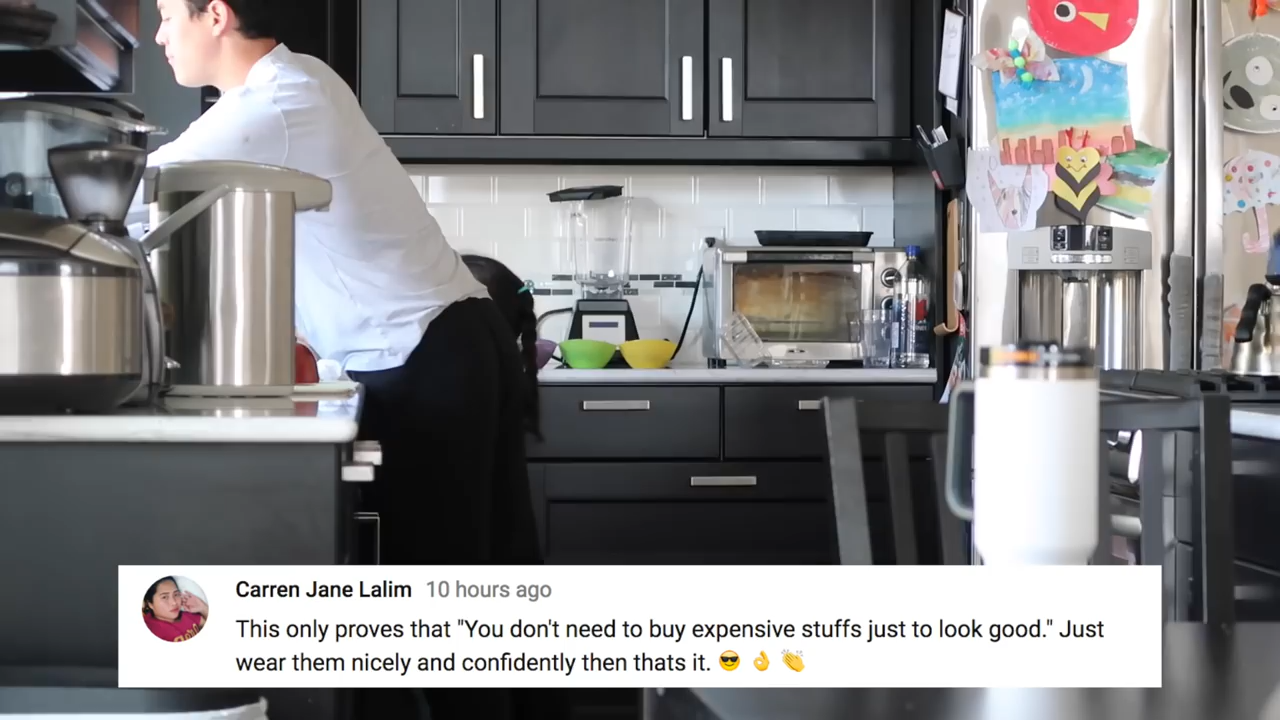 Carren Jane Lalim 10 hours ago
This only proves that "You don't need to buy expensive stuffs just to look good." Just
wear them nicely and confidently then thats it. 😎 👌 👏